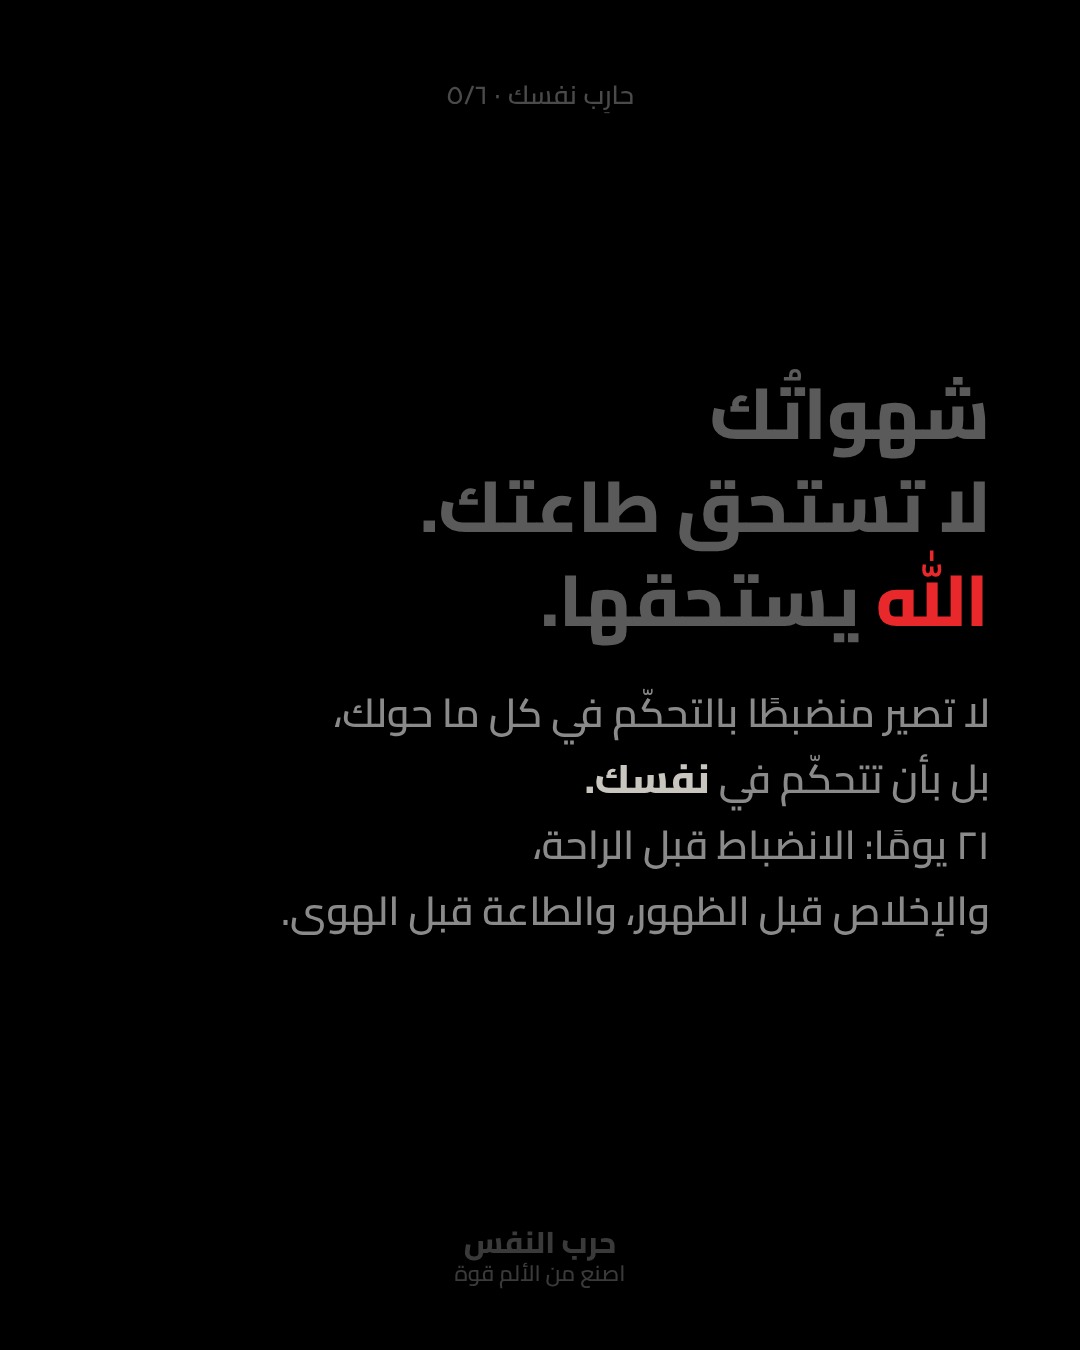 حارِب نفسك · ٥/٦
شهواتُك
لا تستحق طاعتك.
الله يستحقها.
لا تصير منضبطًا بالتحكّم في كل ما حولك،
بل بأن تتحكّم في نفسك.
٢١ يومًا: الانضباط قبل الراحة،
والإخلاص قبل الظهور، والطاعة قبل الهوى.
حرب النفس
اصنع من الألم قوة